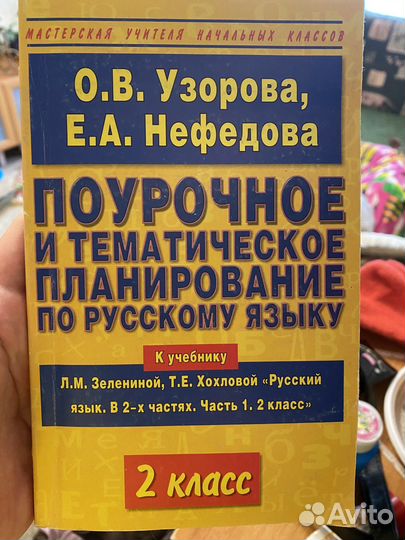 МАСТЕРСКАЯ УЧИТЕЛЯ НАЧАЛЬНЫХ КЛАССОВ
О.В. Узорова,
Е.А. Нефедова
ПОУРОЧНОЕ
И ТЕМАТИЧЕСКОЕ
ПЛАНИРОВАНИЕ
ПО РУССКОМУ ЯЗЫКУ
К учебнику
Л.М. Зелениной, Т.Е. Хохловой «Русский
язык. В 2-х частях. Часть 1. 2 класс»
2 класс
Avito